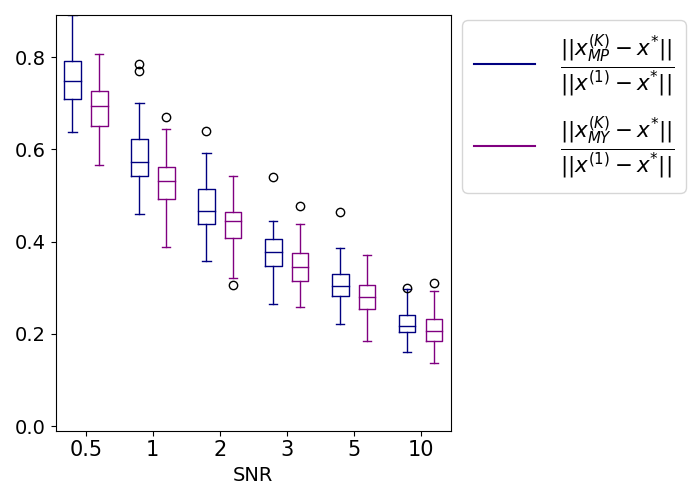 0.8
0.6
0.4
0.2
0.0
0.5 1 2 3 5 10
SNR
||x_{MP}^{(K)} − x^*||
||x^{(1)} − x^*||
||x_{MY}^{(K)} − x^*||
||x^{(1)} − x^*||